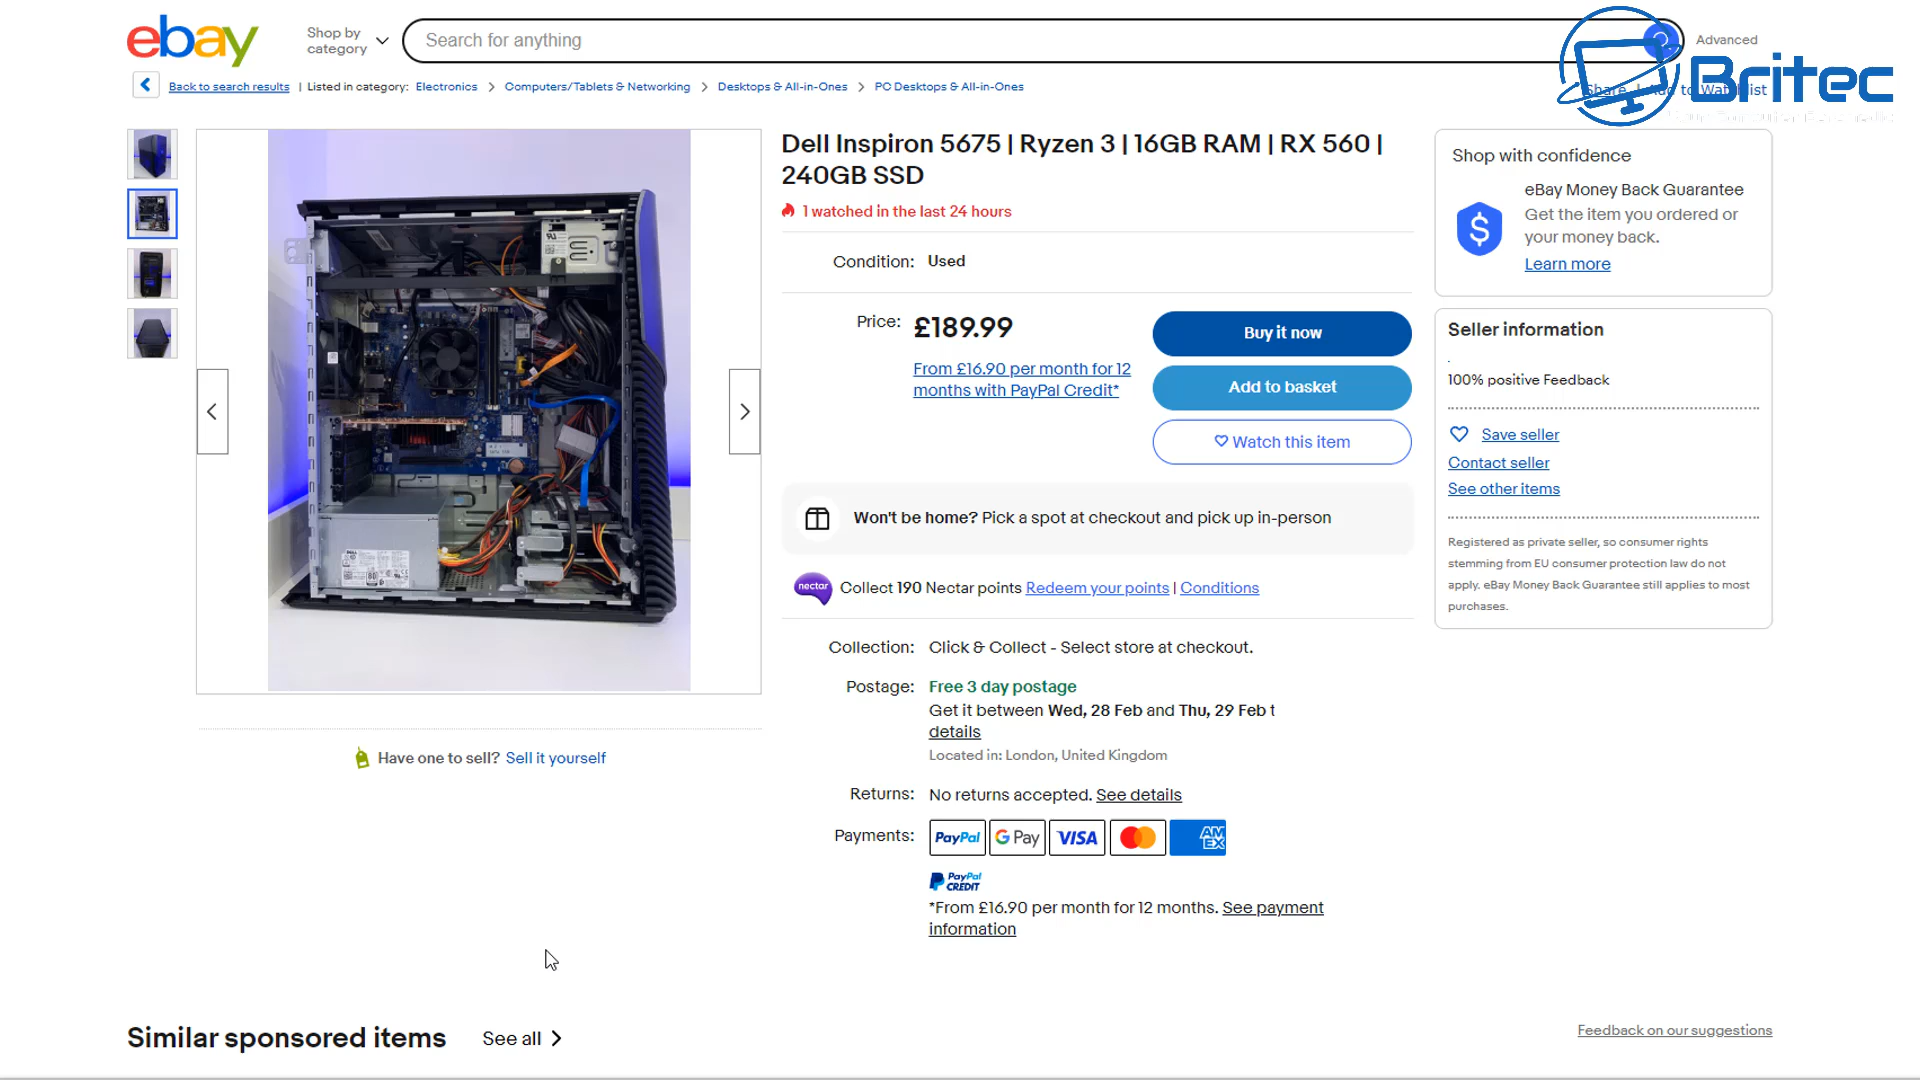 ebay
Shop by
category
Search for anything
Advanced
Britec
Back to search results | Listed in category: Electronics > Computers/Tablets & Networking > Desktops & All-in-Ones > PC Desktops & All-in-Ones
Dell Inspiron 5675 | Ryzen 3 | 16GB RAM | RX 560 |
240GB SSD
1 watched in the last 24 hours
Condition: Used
Price: £189.99
From £16.90 per month for 12
months with PayPal Credit*
Buy it now
Add to basket
Watch this item
Won't be home? Pick a spot at checkout and pick up in-person
nectar
Collect 190 Nectar points Redeem your points | Conditions
Collection: Click & Collect - Select store at checkout.
Postage: Free 3 day postage
Get it between Wed, 28 Feb and Thu, 29 Feb t
details
Located in: London, United Kingdom
Returns: No returns accepted. See details
Payments: PayPal G Pay VISA AMEX
PayPal
CREDIT
*From £16.90 per month for 12 months. See payment
information
Shop with confidence
eBay Money Back Guarantee
Get the item you ordered or
your money back.
Learn more
Seller information
100% positive Feedback
Save seller
Contact seller
See other items
Registered as private seller, so consumer rights
stemming from EU consumer protection law do not
apply. eBay Money Back Guarantee still applies to most
purchases.
Have one to sell? Sell it yourself
Similar sponsored items See all >
Feedback on our suggestions